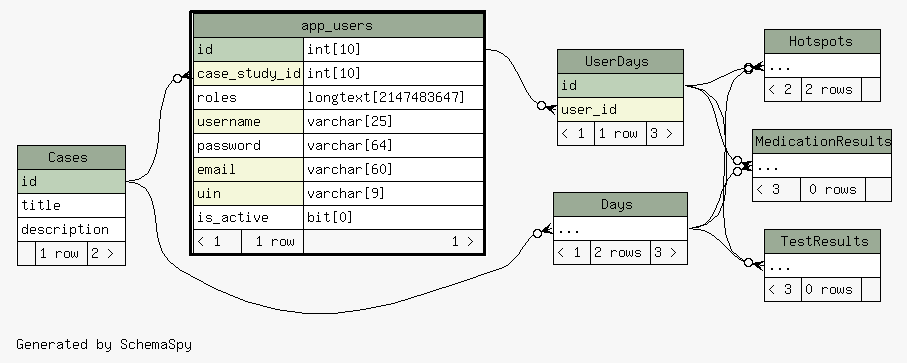 app_users
id int[10]
case_study_id int[10]
roles longtext[2147483647]
username varchar[25]
password varchar[64]
email varchar[60]
uin varchar[9]
is_active bit[0]
< 1 1 row 1 >
Cases
id
title
description
1 row 2 >
UserDays
id
user_id
< 1 1 row 3 >
Days
...
< 1 2 rows 3 >
Hotspots
...
< 2 2 rows
MedicationResults
...
< 3 0 rows
TestResults
...
< 3 0 rows
Generated by SchemaSpy